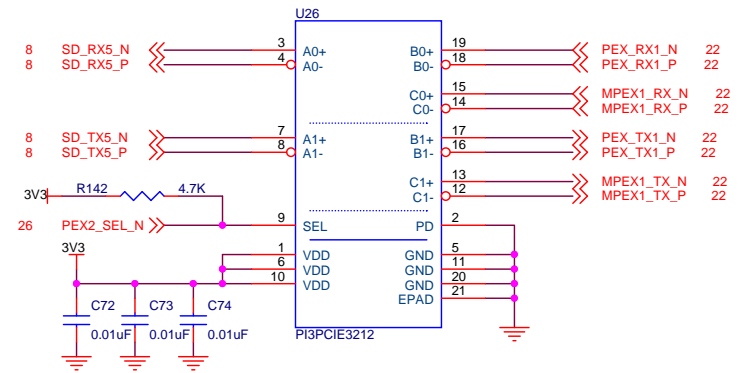 U26
8 SD_RX5_N 3 A0+ B0+ 19 PEX_RX1_N 22
8 SD_RX5_P 4 A0- B0- 18 PEX_RX1_P 22
C0+ 15 MPEX1_RX_N 22
C0- 14 MPEX1_RX_P 22
8 SD_TX5_N 7 A1+ B1+ 17 PEX_TX1_N 22
8 SD_TX5_P 8 A1- B1- 16 PEX_TX1_P 22
C1+ 13 MPEX1_TX_N 22
C1- 12 MPEX1_TX_P 22
3V3 R142 4.7K
26 PEX2_SEL_N 9 SEL PD 2
3V3
1 VDD GND 5
6 VDD GND 11
10 VDD GND 20
EPAD 21
C72 C73 C74
0.01uF 0.01uF 0.01uF
PI3PCIE3212